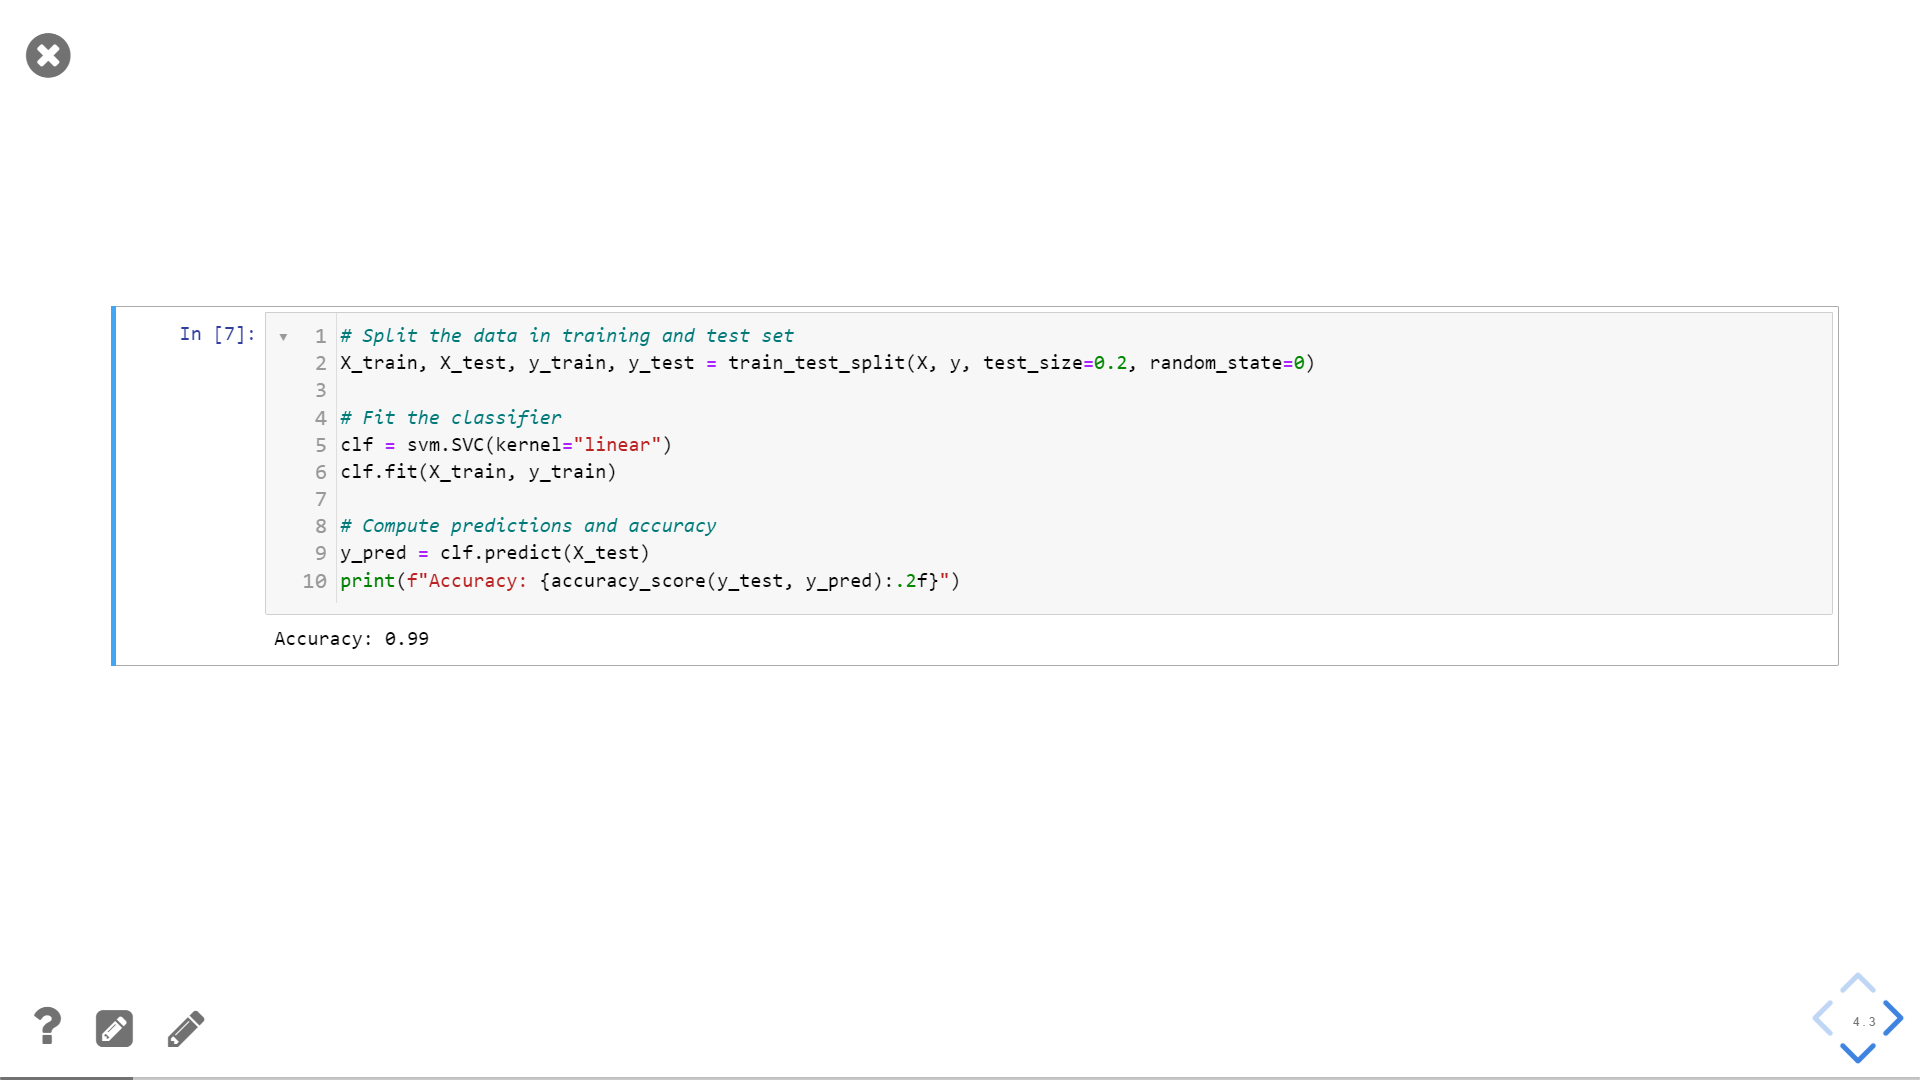 In [7]:
1 # Split the data in training and test set
2 X_train, X_test, y_train, y_test = train_test_split(X, y, test_size=0.2, random_state=0)
3
4 # Fit the classifier
5 clf = svm.SVC(kernel="linear")
6 clf.fit(X_train, y_train)
7
8 # Compute predictions and accuracy
9 y_pred = clf.predict(X_test)
10 print(f"Accuracy: {accuracy_score(y_test, y_pred):.2f}")
Accuracy: 0.99
4.3